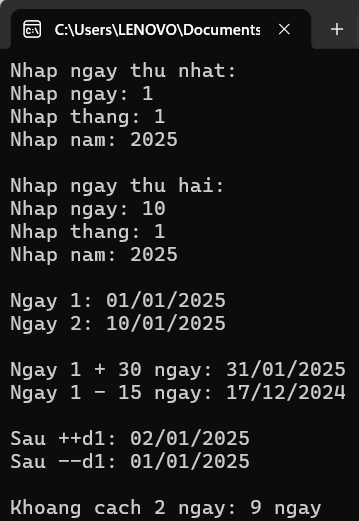 C:\Users\LENOVO\Documents
Nhap ngay thu nhat:
Nhap ngay: 1
Nhap thang: 1
Nhap nam: 2025
Nhap ngay thu hai:
Nhap ngay: 10
Nhap thang: 1
Nhap nam: 2025
Ngay 1: 01/01/2025
Ngay 2: 10/01/2025
Ngay 1 + 30 ngay: 31/01/2025
Ngay 1 - 15 ngay: 17/12/2024
Sau ++d1: 02/01/2025
Sau --d1: 01/01/2025
Khoang cach 2 ngay: 9 ngay